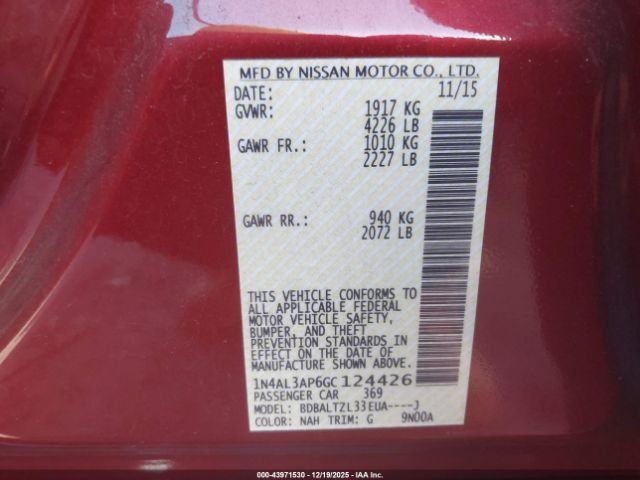 MFD BY NISSAN MOTOR CO., LTD.
DATE: 11/15
GVWR: 1917 KG
4226 LB
GAWR FR.: 1010 KG
2227 LB
GAWR RR.: 940 KG
2072 LB
THIS VEHICLE CONFORMS TO
ALL APPLICABLE FEDERAL
MOTOR VEHICLE SAFETY,
BUMPER, AND THEFT
PREVENTION STANDARDS IN
EFFECT ON THE DATE OF
MANUFACTURE SHOWN ABOVE.
1N4AL3AP6GC124426
PASSENGER CAR 369
MODEL: BDBALTZL33EUA----J
COLOR: NAH TRIM: G 9N00A
000-43971530 - 12/19/2025 - IAAI Inc.